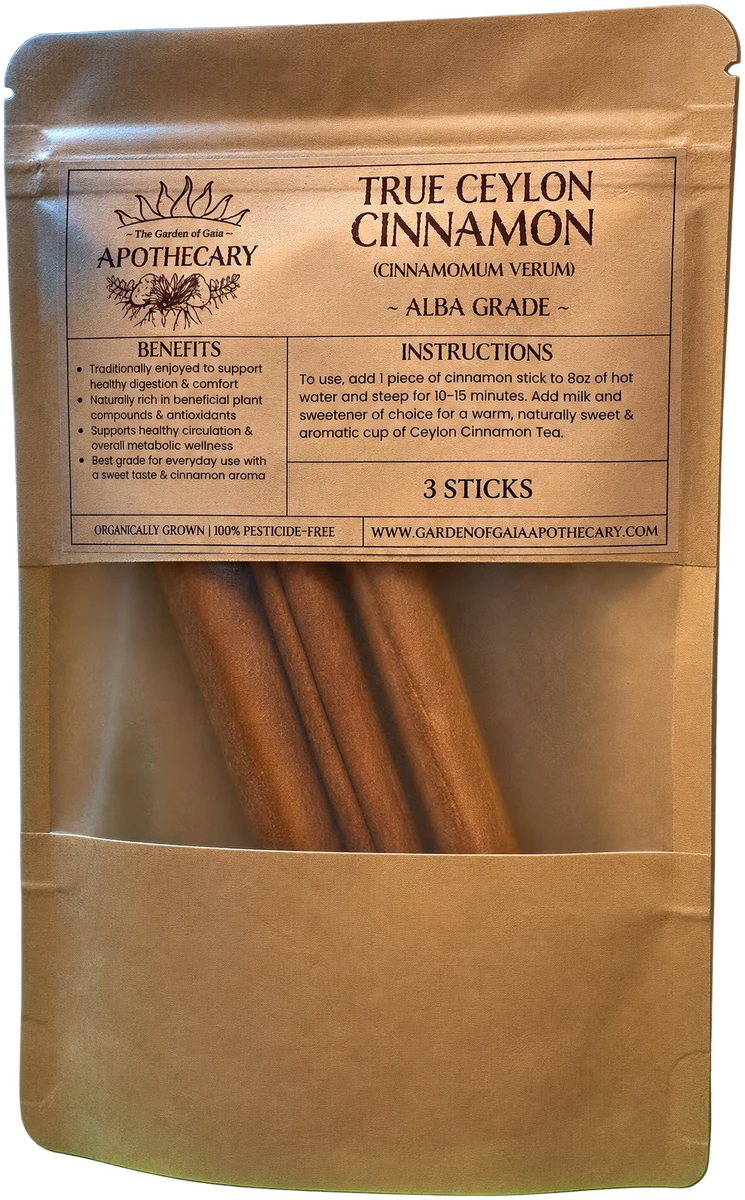 ~ The Garden of Gaia ~
APOTHECARY
TRUE CEYLON
CINNAMON
(CINNAMOMUM VERUM)
~ ALBA GRADE ~
BENEFITS
• Traditionally enjoyed to support
healthy digestion & comfort
• Naturally rich in beneficial plant
compounds & antioxidants
• Supports healthy circulation &
overall metabolic wellness
• Best grade for everyday use with
a sweet taste & cinnamon aroma
INSTRUCTIONS
To use, add 1 piece of cinnamon stick to 8oz of hot
water and steep for 10-15 minutes. Add milk and
sweetener of choice for a warm, naturally sweet &
aromatic cup of Ceylon Cinnamon Tea.
3 STICKS
ORGANICALLY GROWN | 100% PESTICIDE-FREE
WWW.GARDENOFGAIAAPOTHECARY.COM